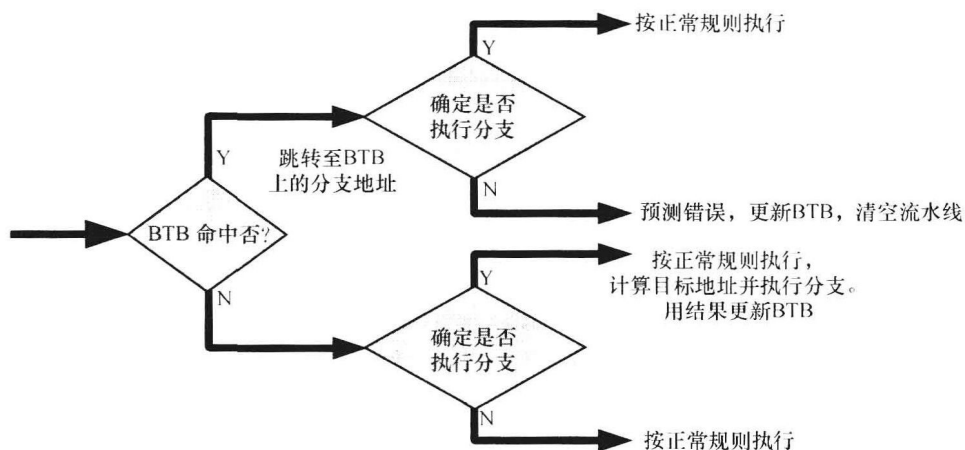 按正常规则执行
Y
确定是否
执行分支
Y
跳转至BTB
上的分支地址
N
预测错误，更新BTB，清空流水线
BTB 命中否?
按正常规则执行，
Y
计算目标地址并执行分支。
N
用结果更新BTB
确定是否
执行分支
N
按正常规则执行